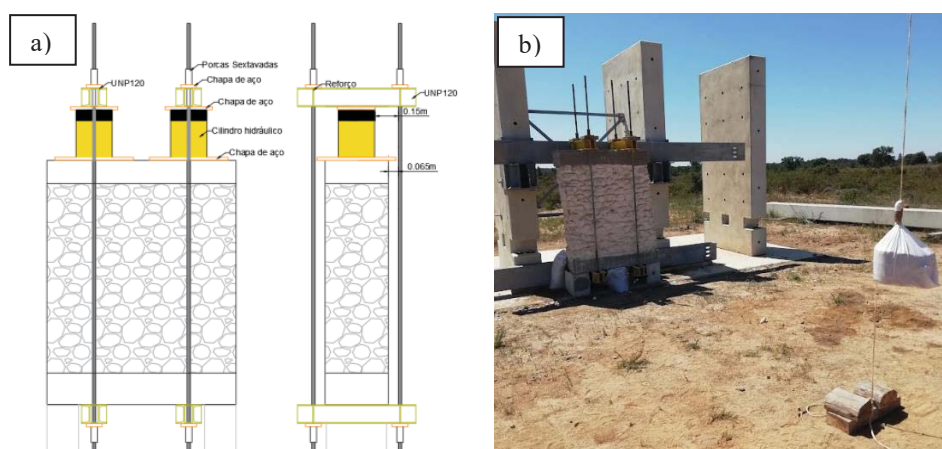 a)
Porcas Sextavadas
Chapa de aço
UNP120
Chapa de aço
Cilindro hidráulico
Chapa de aço
Reforço
UNP120
0.15m
0.065m
b)